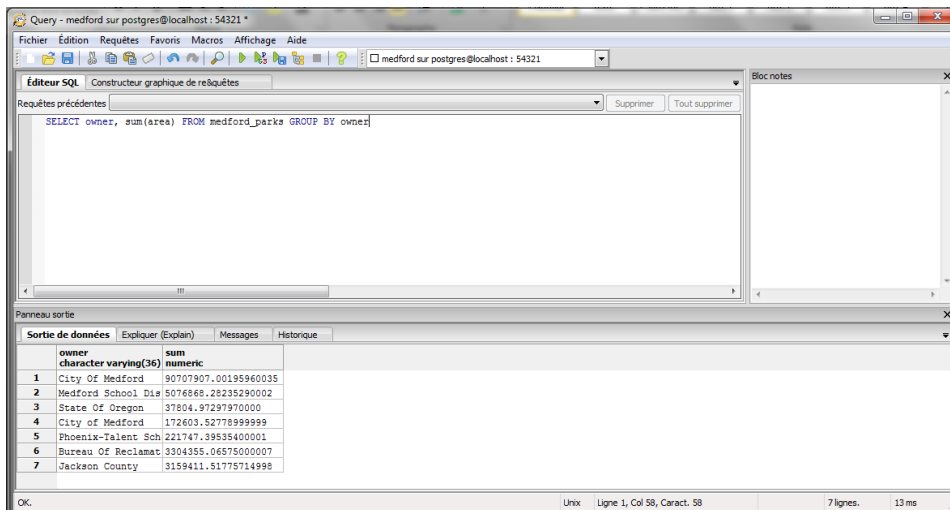 Query - medford sur postgres@localhost : 54321 *
Fichier Édition Requêtes Favoris Macros Affichage Aide
medford sur postgres@localhost : 54321
Éditeur SQL Constructeur graphique de re&quêtes
Bloc notes
Requêtes précédentes Supprimer Tout supprimer
SELECT owner, sum(area) FROM medford_parks GROUP BY owner
Panneau sortie
Sortie de données Expliquer (Explain) Messages Historique
owner sum
character varying(36) numeric
1 City Of Medford 90707907.00195960035
2 Medford School Dis 5076868.28235290002
3 State Of Oregon 37804.97297970000
4 City of Medford 172603.52778999999
5 Phoenix-Talent Sch 221747.39535400001
6 Bureau Of Reclamat 3304355.06575000007
7 Jackson County 3159411.51775714998
OK. Unix Ligne 1, Col 58, Caract. 58 7 lignes. 13 ms